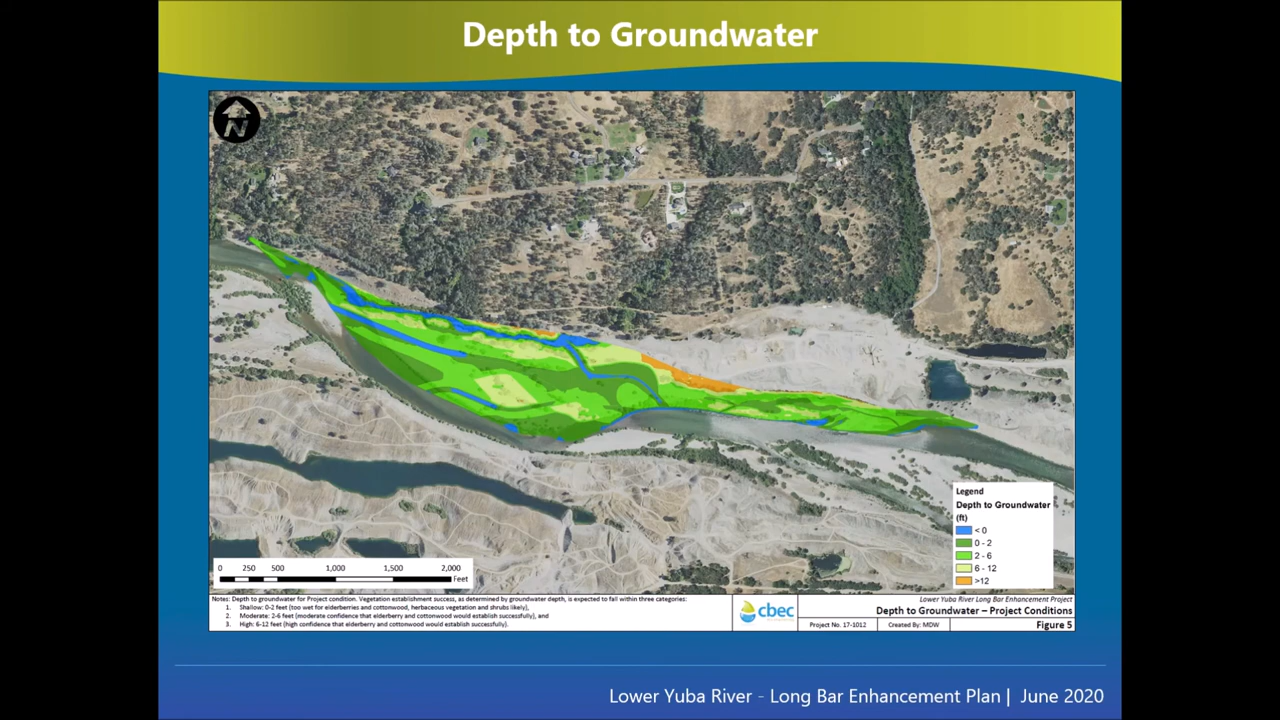 Depth to Groundwater
N
Legend
Depth to Groundwater
(ft)
< 0
0 - 2
2 - 6
6 - 12
>12
0 250 500 1,000 1,500 2,000
Feet
Notes: Depth to groundwater for Project condition. Vegetation establishment success, as determined by groundwater depth, is expected to fall within three categories:
1. Shallow: 0-2 feet (too wet for elderberries and cottonwood, herbaceous vegetation and shrubs likely),
2. Moderate: 2-6 feet (moderate confidence that elderberry and cottonwood would establish successfully), and
3. High: 6-12 feet (high confidence that elderberry and cottonwood would establish successfully).
cbec
Lower Yuba River Long Bar Enhancement Project
Depth to Groundwater – Project Conditions
Project No. 17-1012
Created By: MDW
Figure 5
Lower Yuba River - Long Bar Enhancement Plan | June 2020